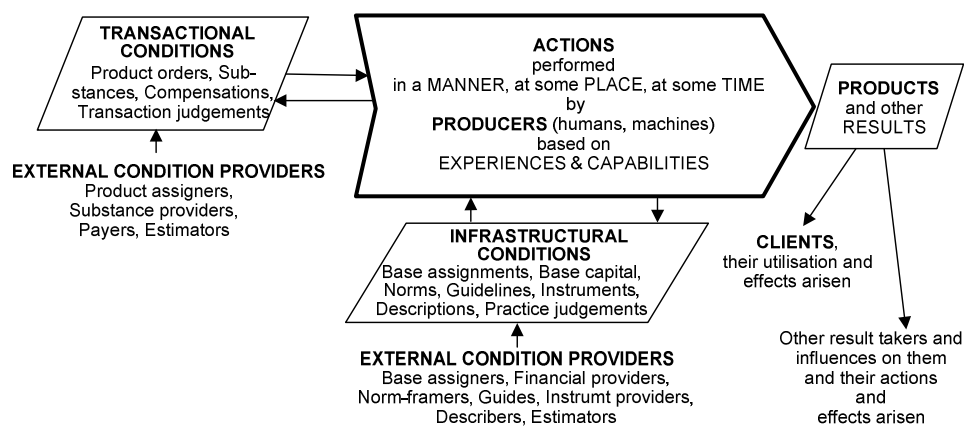 TRANSACTIONAL
CONDITIONS
Product orders, Sub-
stances, Compensations,
Transaction judgements
EXTERNAL CONDITION PROVIDERS
Product assigners,
Substance providers,
Payers, Estimators
ACTIONS
performed
in a MANNER, at some PLACE, at some TIME
by
PRODUCERS (humans, machines)
based on
EXPERIENCES & CAPABILITIES
PRODUCTS
and other
RESULTS
INFRASTRUCTURAL
CONDITIONS
Base assignments, Base capital,
Norms, Guidelines, Instruments,
Descriptions, Practice judgements
EXTERNAL CONDITION PROVIDERS
Base assigners, Financial providers,
Norm-framers, Guides, Instrumt providers,
Describers, Estimators
CLIENTS,
their utilisation and
effects arisen
Other result takers and
influences on them
and their actions
and
effects arisen